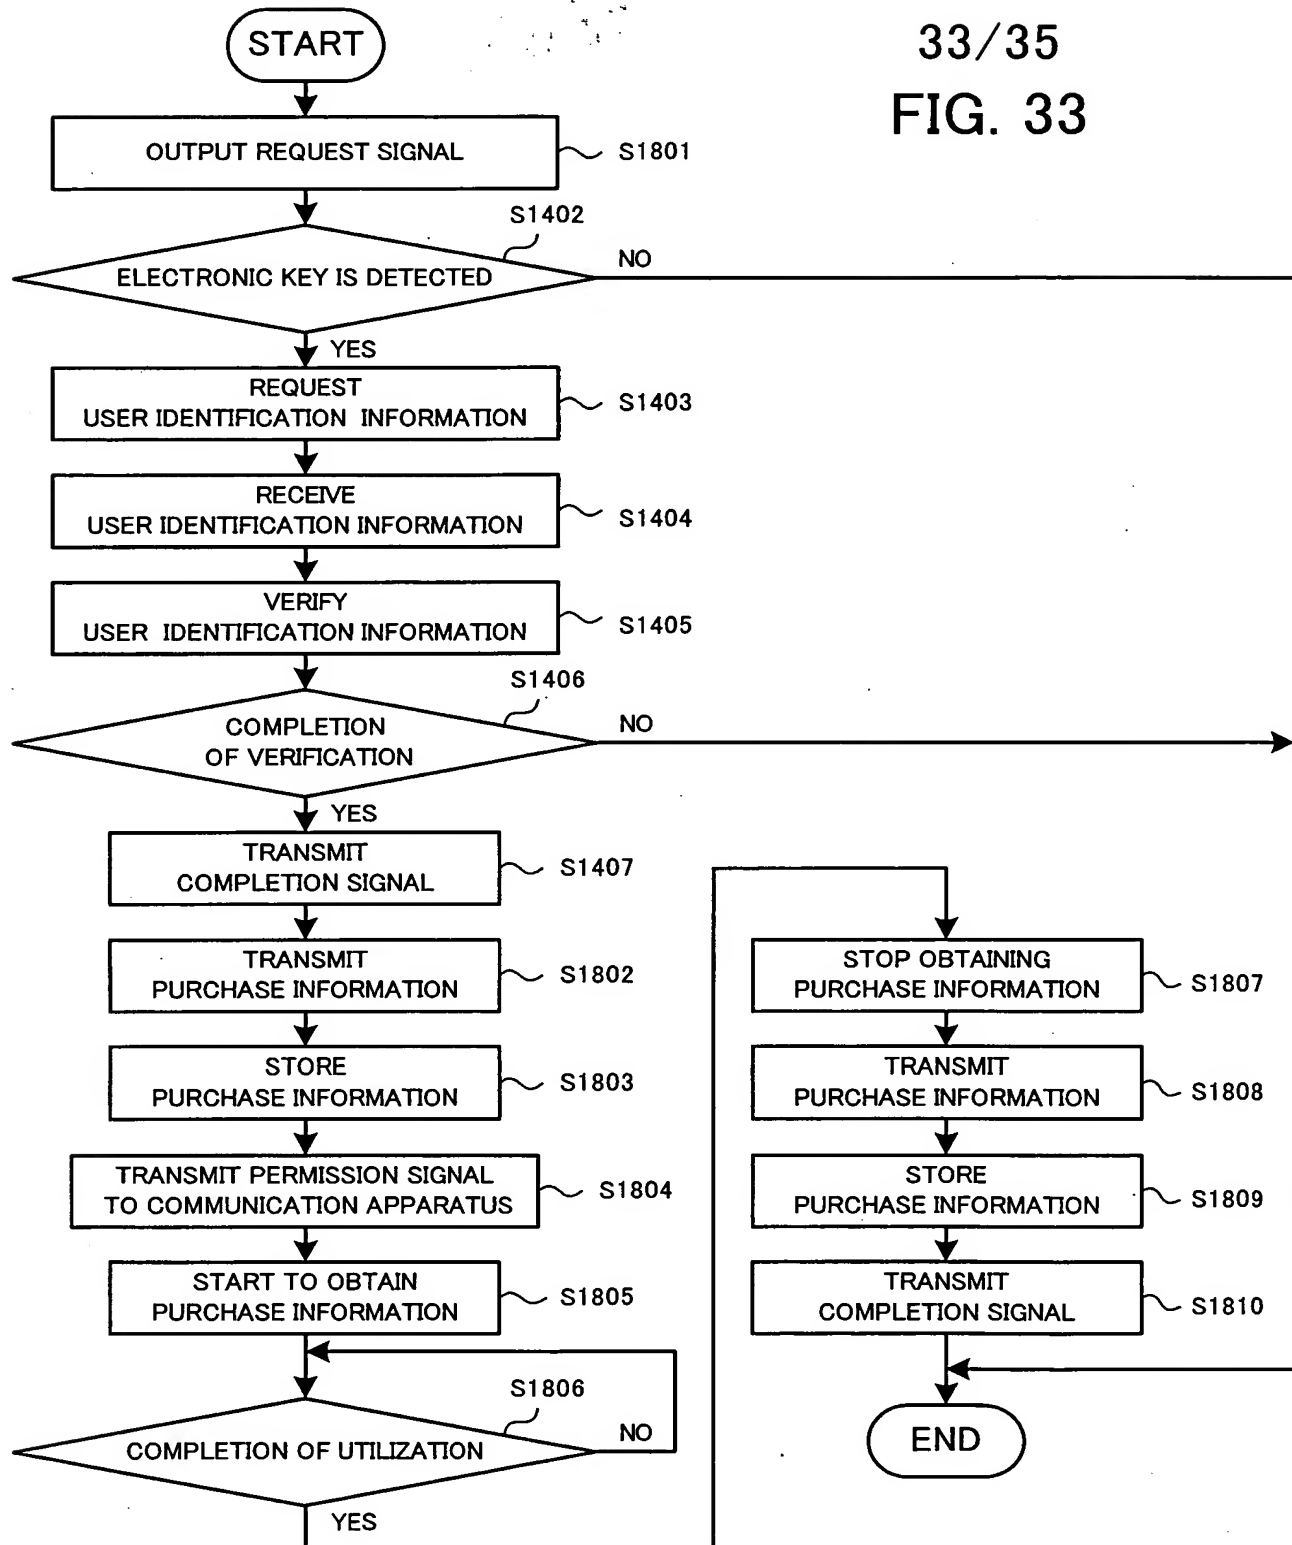 33/35
FIG. 33
START
OUTPUT REQUEST SIGNAL
S1801
S1402
ELECTRONIC KEY IS DETECTED
NO
YES
REQUEST
USER IDENTIFICATION INFORMATION
S1403
RECEIVE
USER IDENTIFICATION INFORMATION
S1404
VERIFY
USER IDENTIFICATION INFORMATION
S1405
S1406
COMPLETION
OF VERIFICATION
NO
YES
TRANSMIT
COMPLETION SIGNAL
S1407
TRANSMIT
PURCHASE INFORMATION
S1802
STORE
PURCHASE INFORMATION
S1803
TRANSMIT PERMISSION SIGNAL
TO COMMUNICATION APPARATUS
S1804
START TO OBTAIN
PURCHASE INFORMATION
S1805
S1806
COMPLETION OF UTILIZATION
NO
YES
STOP OBTAINING
PURCHASE INFORMATION
S1807
TRANSMIT
PURCHASE INFORMATION
S1808
STORE
PURCHASE INFORMATION
S1809
TRANSMIT
COMPLETION SIGNAL
S1810
END